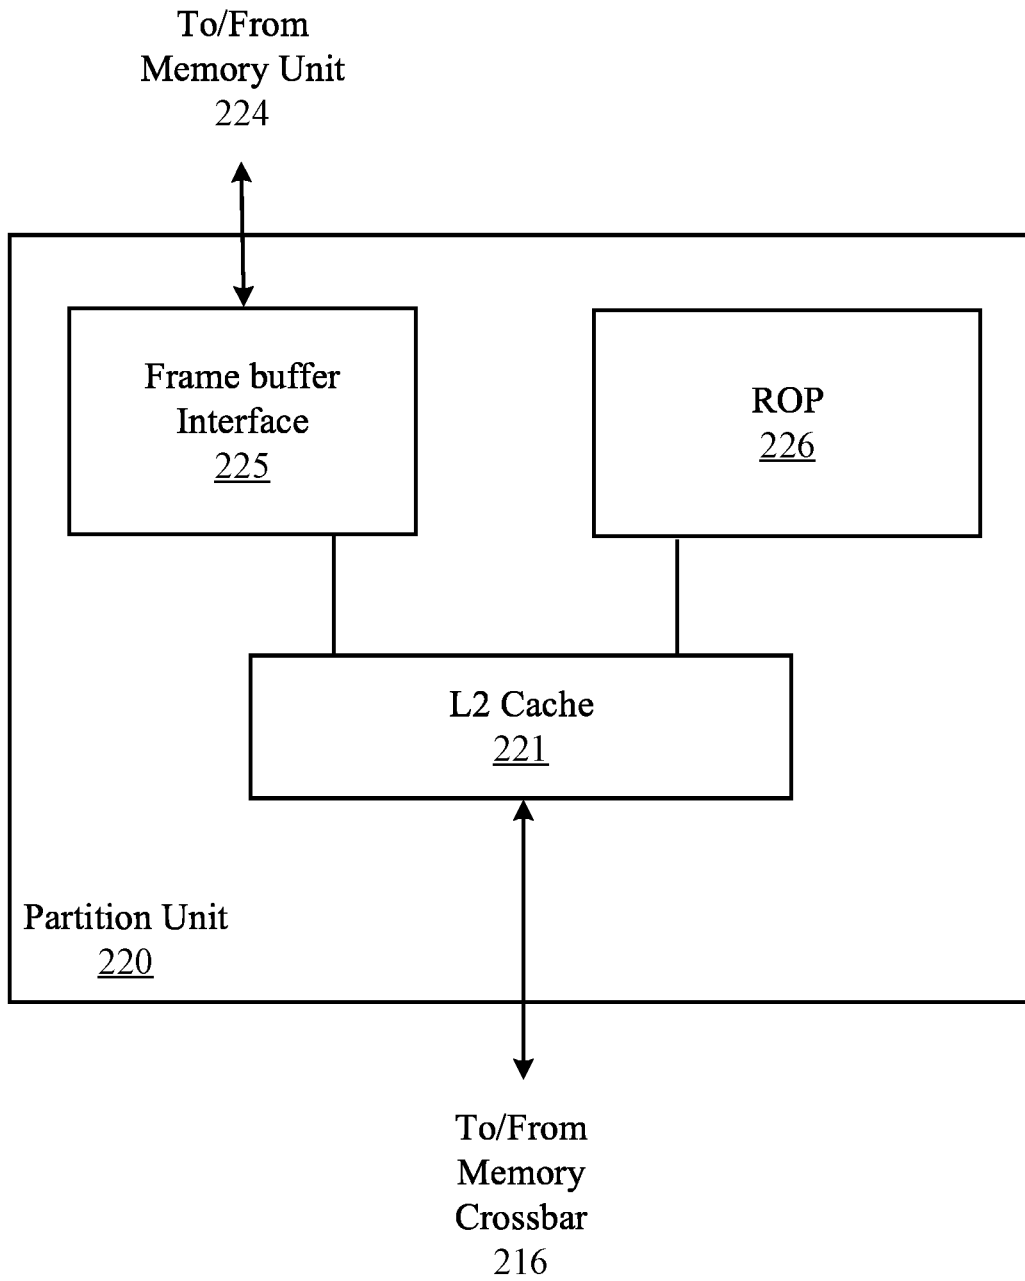 To/From
Memory Unit
224
Frame buffer
Interface
225
ROP
226
L2 Cache
221
Partition Unit
220
To/From
Memory
Crossbar
216